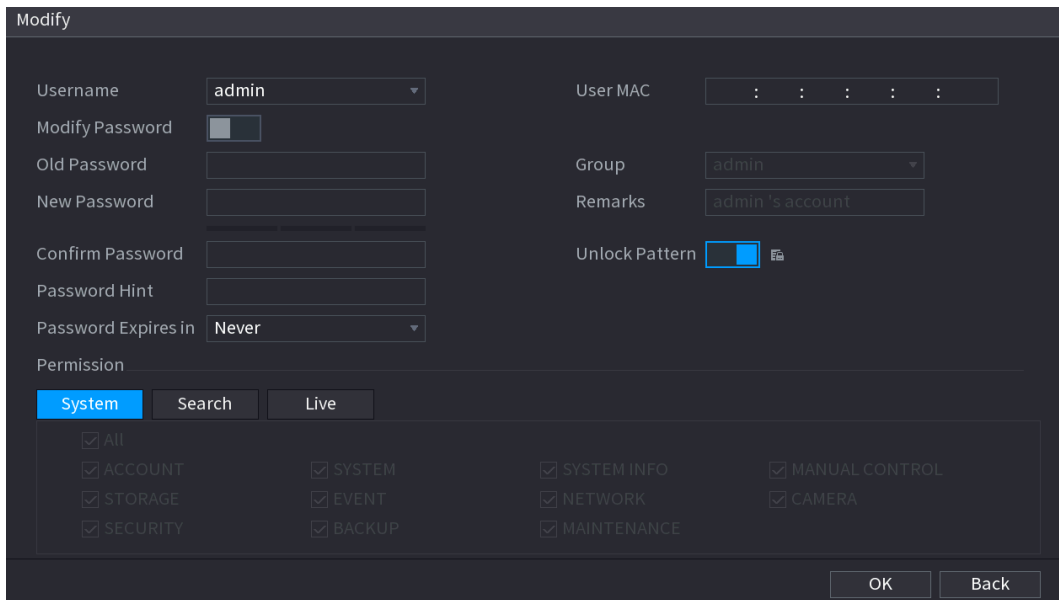 Modify
Username admin User MAC : : : : :
Modify Password
Old Password Group admin
New Password Remarks admin 's account
Confirm Password Unlock Pattern
Password Hint
Password Expires in Never
Permission
System Search Live
All
ACCOUNT SYSTEM SYSTEM INFO MANUAL CONTROL
STORAGE EVENT NETWORK CAMERA
SECURITY BACKUP MAINTENANCE
OK Back